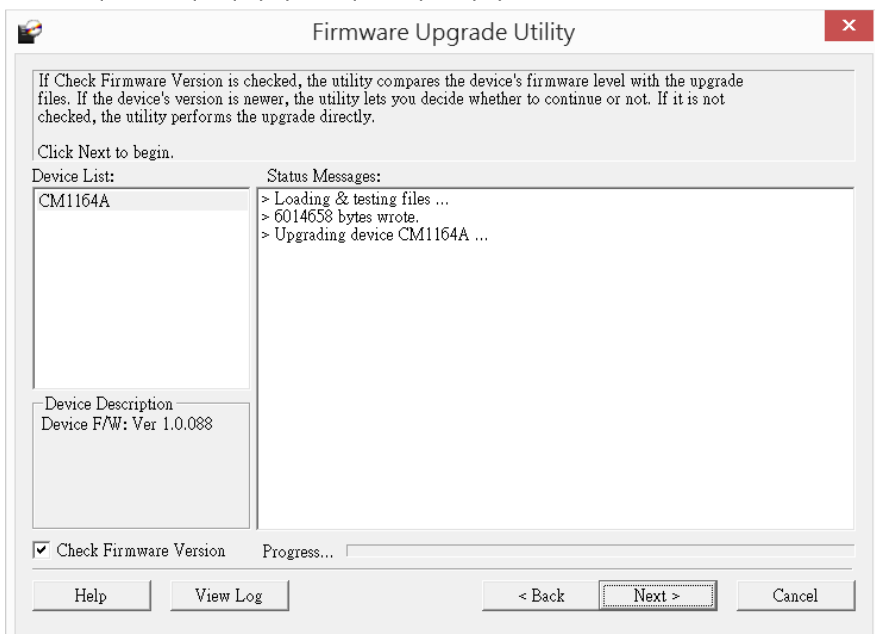 Firmware Upgrade Utility
If Check Firmware Version is checked, the utility compares the device's firmware level with the upgrade
files. If the device's version is newer, the utility lets you decide whether to continue or not. If it is not
checked, the utility performs the upgrade directly.
Click Next to begin.
Device List:
Status Messages:
CM1164A
> Loading & testing files ...
> 6014658 bytes wrote.
> Upgrading device CM1164A ...
Device Description
Device F/W: Ver 1.0.088
Check Firmware Version
Progress...
Help
View Log
< Back
Next >
Cancel